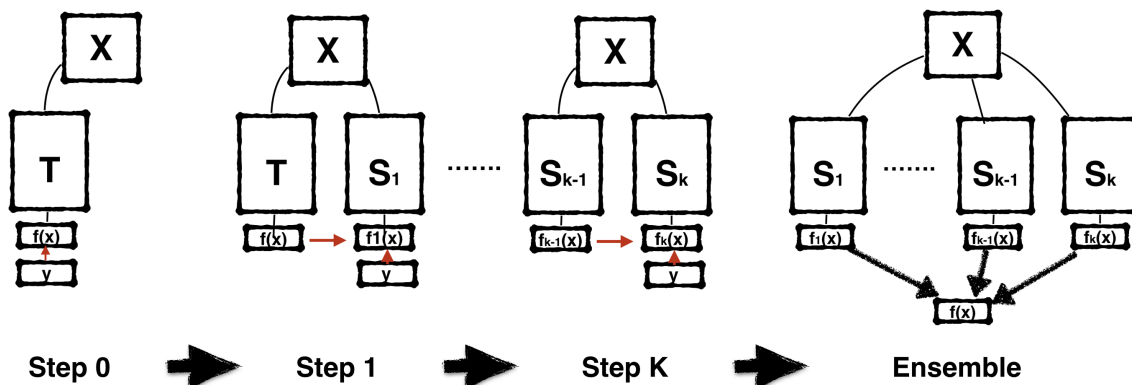 X X X X
T T S1 ....... Sk-1 Sk S1 ....... Sk-1 Sk
f(x) f(x) f1(x) fk-1(x) fk(x) f1(x) fk-1(x) fk(x)
y y y
f(x)
Step 0 Step 1 Step K Ensemble